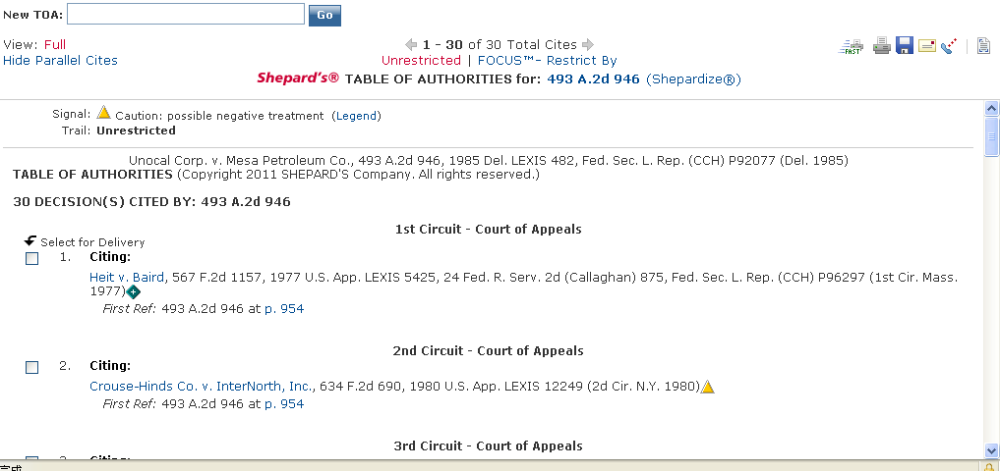 New TOA: Go
View: Full
1 - 30 of 30 Total Cites
FAST
Hide Parallel Cites
Unrestricted | FOCUS™- Restrict By
Shepard's® TABLE OF AUTHORITIES for: 493 A.2d 946 (Shepardize®)
Signal: Caution: possible negative treatment (Legend)
Trail: Unrestricted
Unocal Corp. v. Mesa Petroleum Co., 493 A.2d 946, 1985 Del. LEXIS 482, Fed. Sec. L. Rep. (CCH) P92077 (Del. 1985)
TABLE OF AUTHORITIES (Copyright 2011 SHEPARD'S Company. All rights reserved.)
30 DECISION(S) CITED BY: 493 A.2d 946
1st Circuit - Court of Appeals
Select for Delivery
1. Citing:
Heit v. Baird, 567 F.2d 1157, 1977 U.S. App. LEXIS 5425, 24 Fed. R. Serv. 2d (Callaghan) 875, Fed. Sec. L. Rep. (CCH) P96297 (1st Cir. Mass.
1977)
First Ref: 493 A.2d 946 at p. 954
2nd Circuit - Court of Appeals
2. Citing:
Crouse-Hinds Co. v. InterNorth, Inc., 634 F.2d 690, 1980 U.S. App. LEXIS 12249 (2d Cir. N.Y. 1980)
First Ref: 493 A.2d 946 at p. 954
3rd Circuit - Court of Appeals
3. Citing:
完成